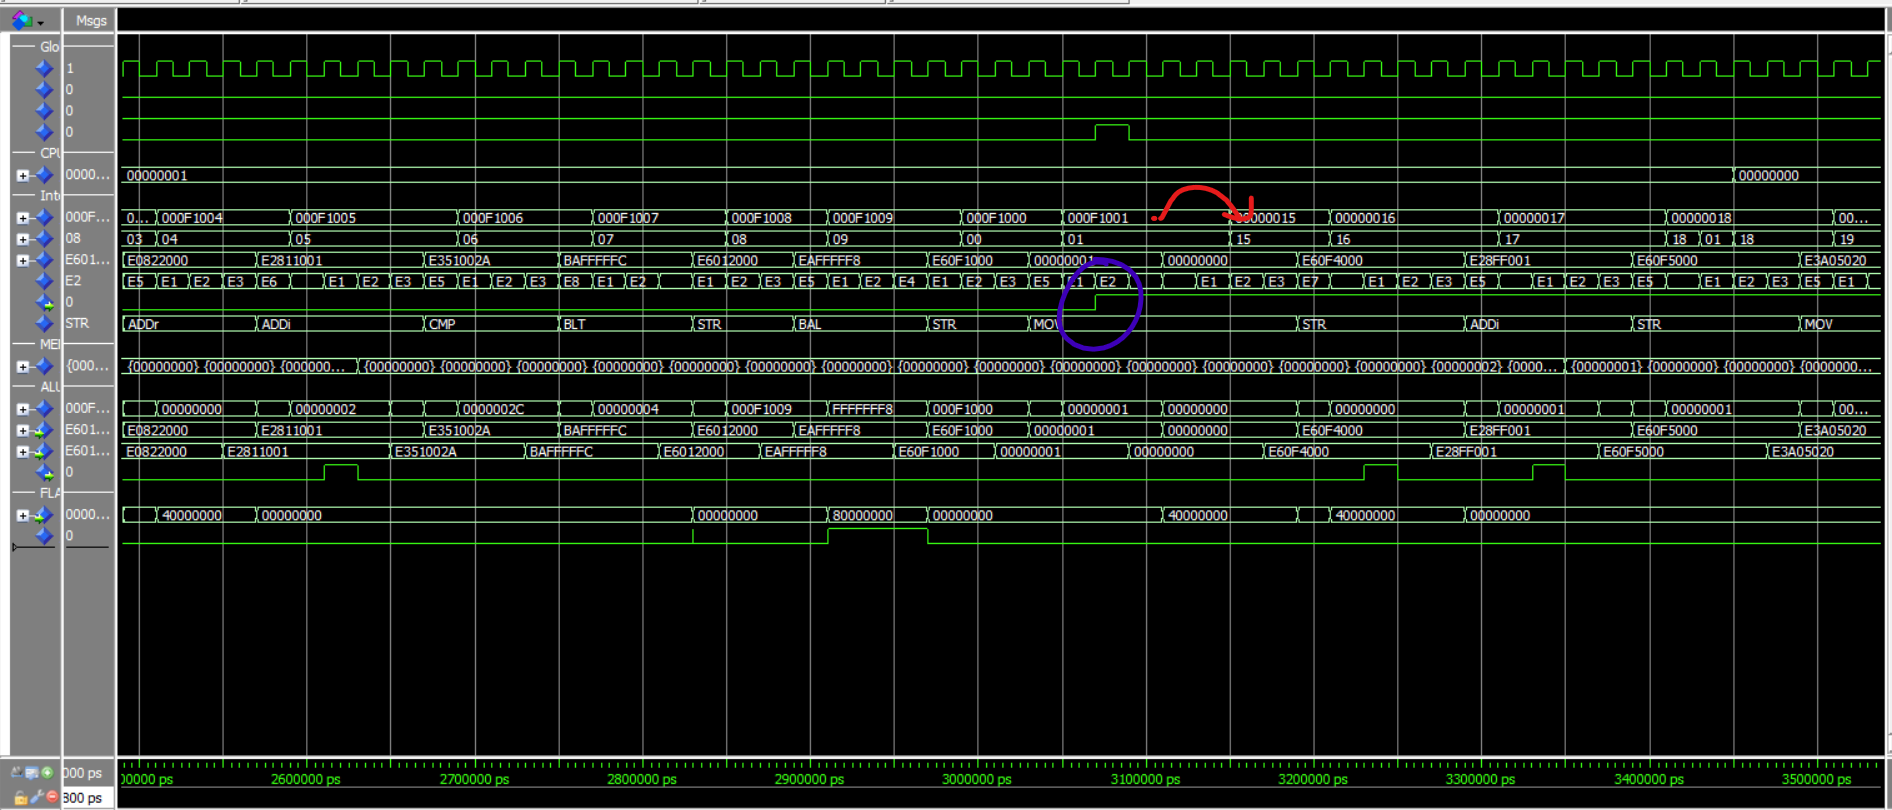 Msgs
Glo
1
0
0
0
CPU
0000... 00000001 00000000
Inte
000F... 0... 000F1004 000F1005 000F1006 000F1007 000F1008 000F1009 000F1000 000F1001 00000015 00000016 00000017 00000018 00...
08 03 04 05 06 07 08 09 00 01 15 16 17 18 01 18 19
E601... E0822000 E2811001 E351002A BAFFFFFC E6012000 EAFFFFF8 E60F1000 00000001 00000000 E60F4000 E28FF001 E60F5000 E3A05020
E2 E5 E1 E2 E3 E6 E1 E2 E3 E5 E1 E2 E3 E8 E1 E2 E1 E2 E3 E5 E1 E2 E4 E1 E2 E3 E5 E1 E2 E1 E2 E3 E7 E1 E2 E3 E5 E1 E2 E3 E5 E1 E2 E3 E5 E1
0
STR ADDr ADDi CMP BLT STR BAL STR MOV STR ADDi STR MOV
MEI
{000... {00000000} {00000000} {000000... {00000000} {00000000} {00000000} {00000000} {00000000} {00000000} {00000000} {00000000} {00000000} {00000000} {00000000} {00000000} {00000000} {00000000} {00000002} {0000... {00000001} {00000000} {00000000} {0000000...
ALU
000F... 00000000 00000002 0000002C 00000004 000F1009 FFFFFFF8 000F1000 00000001 00000000 00000000 00000001 00000001 00...
E601... E0822000 E2811001 E351002A BAFFFFFC E6012000 EAFFFFF8 E60F1000 00000001 00000000 E60F4000 E28FF001 E60F5000 E3A05020
E601... E0822000 E2811001 E351002A BAFFFFFC E6012000 EAFFFFF8 E60F1000 00000001 00000000 E60F4000 E28FF001 E60F5000 E3A05020
0
FLA
0000... 40000000 00000000 00000000 80000000 00000000 40000000 40000000 00000000
0
000 ps 00000 ps 2600000 ps 2700000 ps 2800000 ps 2900000 ps 3000000 ps 3100000 ps 3200000 ps 3300000 ps 3400000 ps 3500000 ps
800 ps